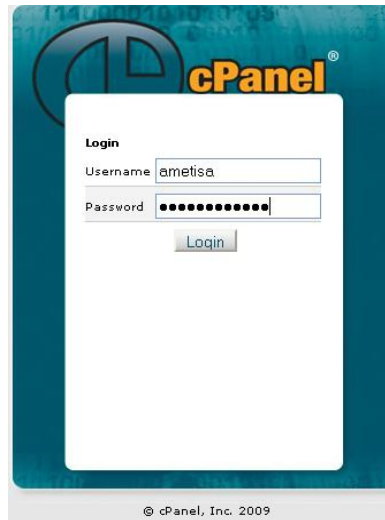 cPanel®
Login
Username ametisa
Password ●●●●●●●●●●●●
Login
© cPanel, Inc. 2009